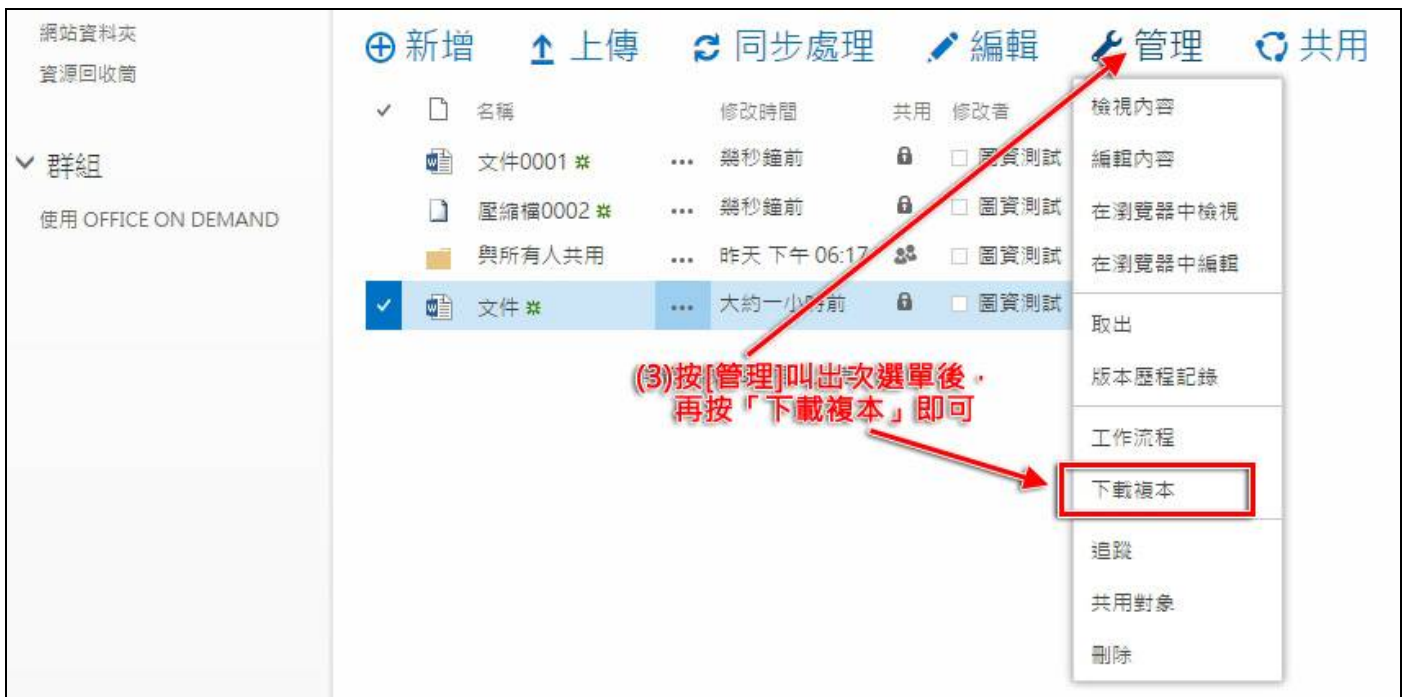 網站資料夾
資源回收筒
群組
使用 OFFICE ON DEMAND
新增 上傳 同步處理 編輯 管理 共用
名稱 修改時間 共用 修改者
文件0001 ... 幾秒鐘前 圖資測試
壓縮檔0002 ... 幾秒鐘前 圖資測試
與所有人共用 ... 昨天 下午 06:17 圖資測試
文件 ... 大約一小時前 圖資測試
(3)按[管理]叫出次選單後，
再按「下載複本」即可
檢視內容
編輯內容
在瀏覽器中檢視
在瀏覽器中編輯
取出
版本歷程記錄
工作流程
下載複本
追蹤
共用對象
刪除